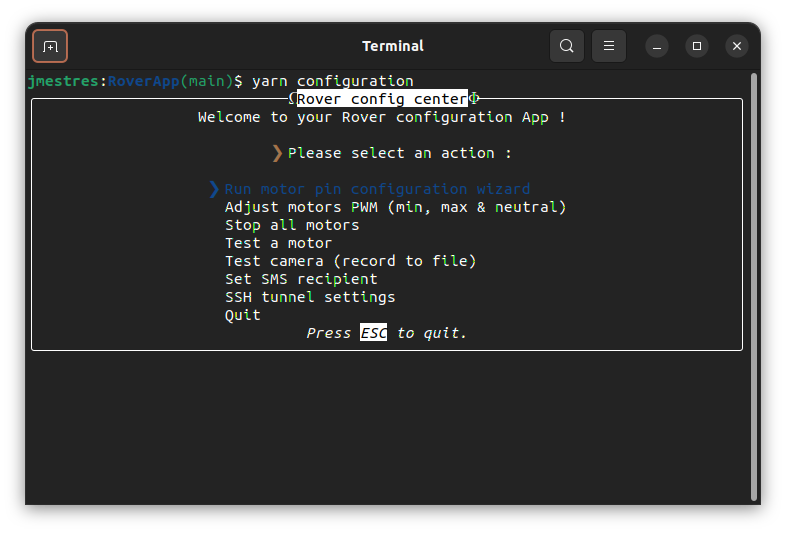 Terminal
jmestres:RoverApp(main)$ yarn configuration
ΩRover config centerΦ
Welcome to your Rover configuration App !
❯ Please select an action :
❯ Run motor pin configuration wizard
Adjust motors PWM (min, max & neutral)
Stop all motors
Test a motor
Test camera (record to file)
Set SMS recipient
SSH tunnel settings
Quit
Press ESC to quit.